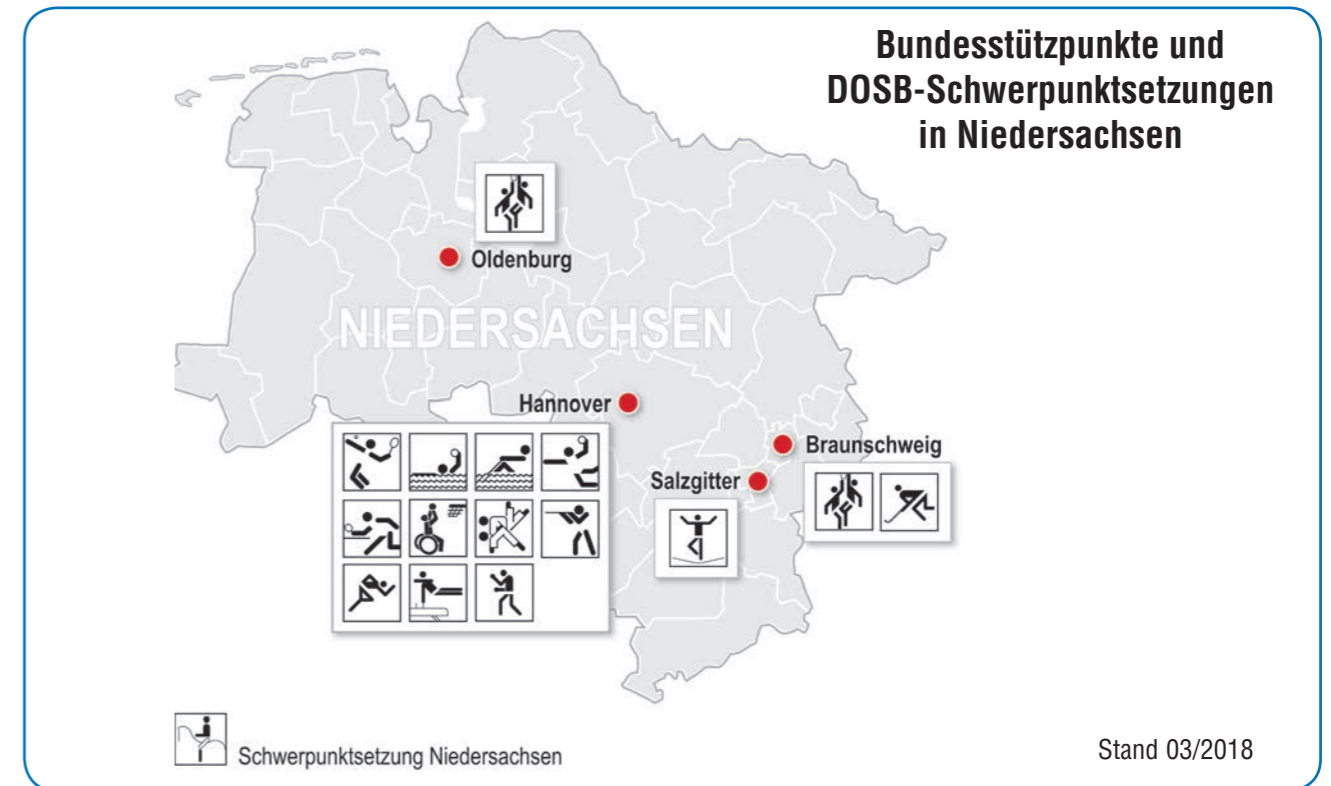 Bundesstützpunkte und
DOSB-Schwerpunktsetzungen
in Niedersachsen
Oldenburg
NIEDERSACHSEN
Hannover
Braunschweig
Salzgitter
Schwerpunktsetzung Niedersachsen
Stand 03/2018